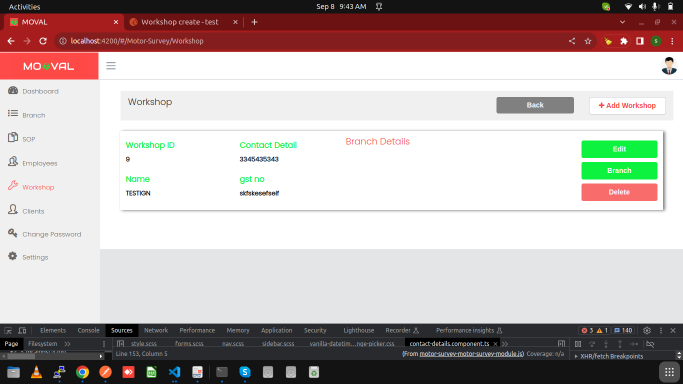 Activities
Sep 8 9:43 AM
MOVAL
Workshop create - test
localhost:4200/#/Motor-Survey/Workshop
S
MOVAL
Dashboard
Branch
SOP
Employees
Workshop
Clients
Change Password
Settings
Workshop
Back
+ Add Workshop
Workshop ID
Contact Detail
Branch Details
9
3345435343
Name
gst no
TESTIGN
skfskesefseif
Edit
Branch
Delete
Elements Console Sources Network Performance Memory Application Security Lighthouse Recorder Performance insights
3 1 140
Page Filesystem
style.scss forms.scss nav.scss sidebar.scss vanilla-datetim…nge-picker.css contact-details.component.ts
Line 153, Column 5
(From motor-survey-motor-survey-module.js) Coverage: n/a
XHR/fetch Breakpoints